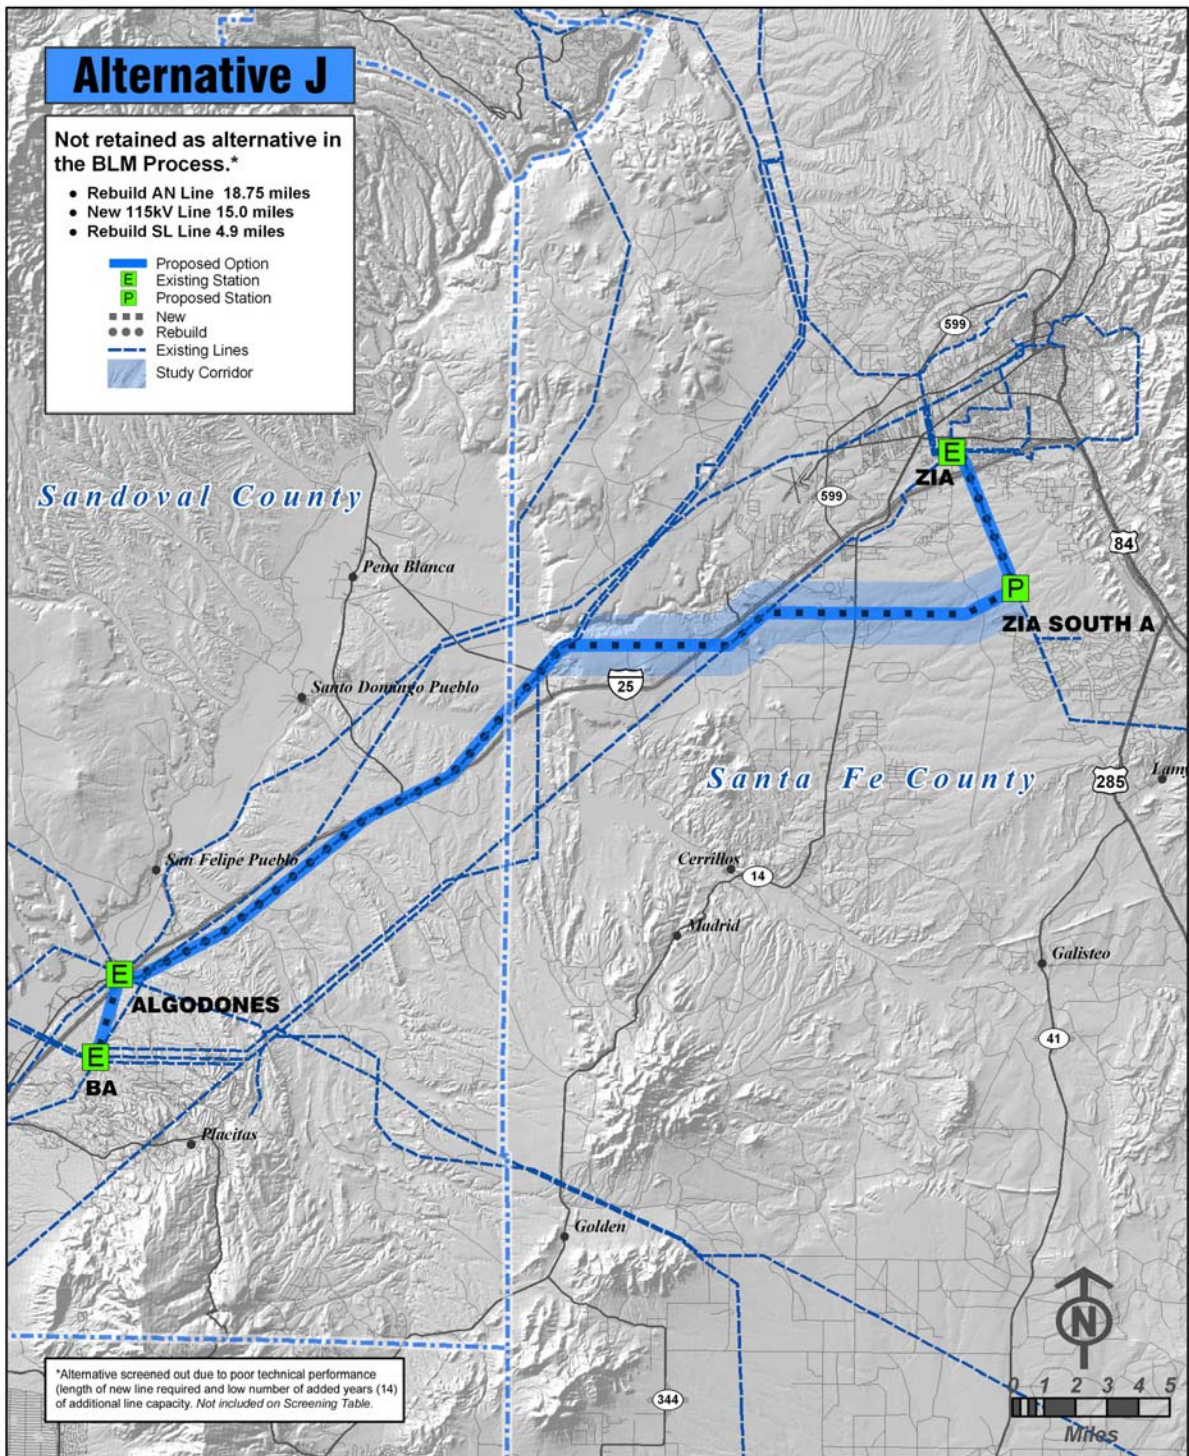 Alternative J
Not retained as alternative in
the BLM Process.*
• Rebuild AN Line 18.75 miles
• New 115kV Line 15.0 miles
• Rebuild SL Line 4.9 miles
Proposed Option
E Existing Station
P Proposed Station
New
Rebuild
Existing Lines
Study Corridor
599
E
ZIA
599
Sandoval County
84
Pena Blanca
P
ZIA SOUTH A
25
Santo Domingo Pueblo
Santa Fe County
285
Lamy
San Felipe Pueblo
Cerrillos
14
Madrid
Galisteo
E
ALGODONES
41
E
BA
Placitas
Golden
N
344
0 1 2 3 4 5
Miles
*Alternative screened out due to poor technical performance
(length of new line required and low number of added years (14)
of additional line capacity. Not included on Screening Table.